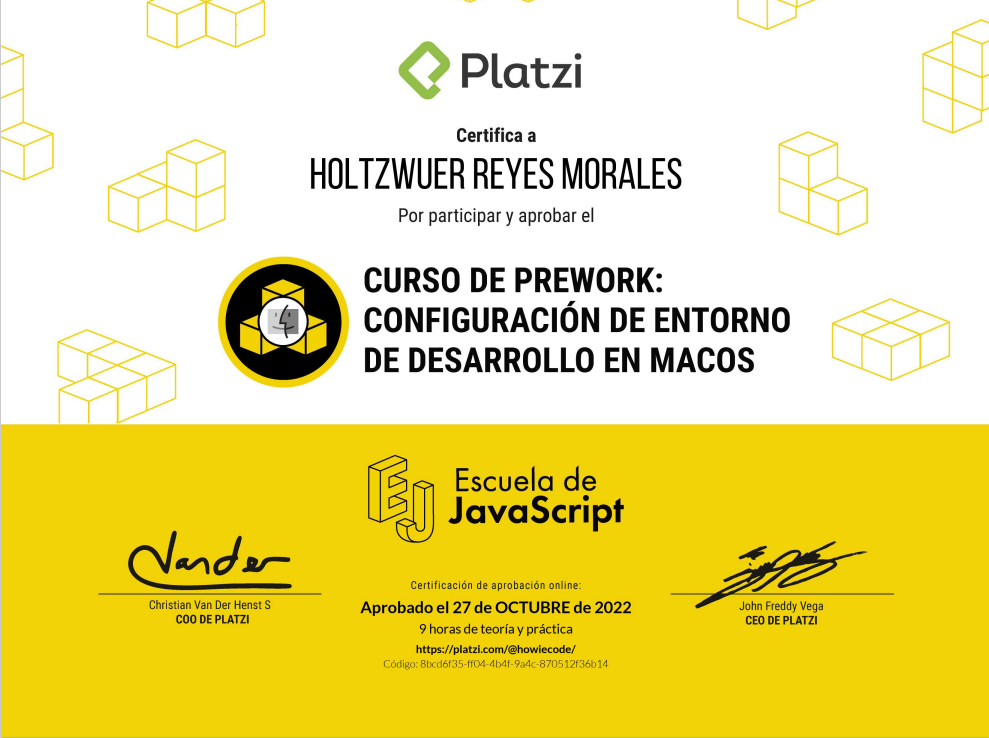 Platzi
Certifica a
HOLTZWUER REYES MORALES
Por participar y aprobar el
CURSO DE PREWORK:
CONFIGURACIÓN DE ENTORNO
DE DESARROLLO EN MACOS
EJ
Escuela de
JavaScript
Vander
Christian Van Der Henst S
COO DE PLATZI
Certificación de aprobación online:
Aprobado el 27 de OCTUBRE de 2022
9 horas de teoría y práctica
https://platzi.com/@howiecode/
Código: 8bcd6f35-ff04-4b4f-9a4c-870512f36b14
John Freddy Vega
CEO DE PLATZI